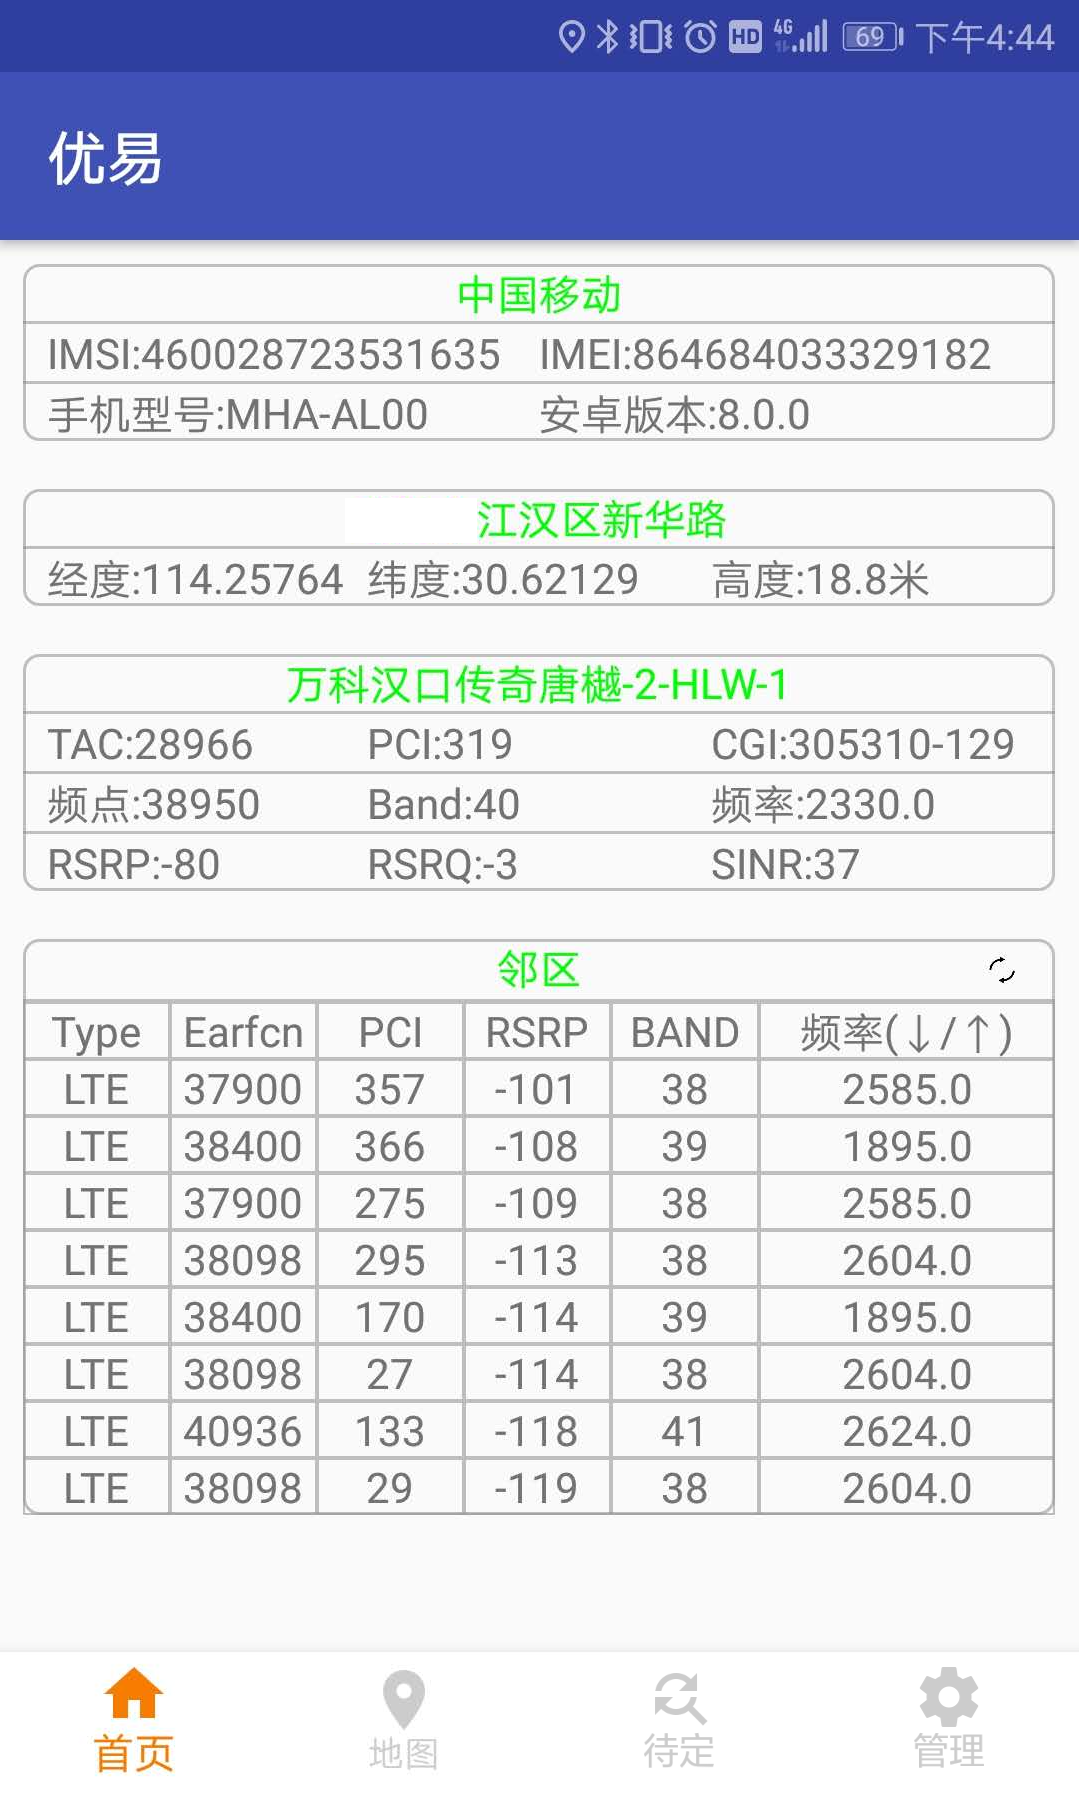 HD 4G 69 下午4:44
优易
中国移动
IMSI:460028723531635 IMEI:864684033329182
手机型号:MHA-AL00 安卓版本:8.0.0
江汉区新华路
经度:114.25764 纬度:30.62129 高度:18.8米
万科汉口传奇唐樾-2-HLW-1
TAC:28966 PCI:319 CGI:305310-129
频点:38950 Band:40 频率:2330.0
RSRP:-80 RSRQ:-3 SINR:37
邻区
Type Earfcn PCI RSRP BAND 频率(↓/↑)
LTE 37900 357 -101 38 2585.0
LTE 38400 366 -108 39 1895.0
LTE 37900 275 -109 38 2585.0
LTE 38098 295 -113 38 2604.0
LTE 38400 170 -114 39 1895.0
LTE 38098 27 -114 38 2604.0
LTE 40936 133 -118 41 2624.0
LTE 38098 29 -119 38 2604.0
首页 地图 待定 管理